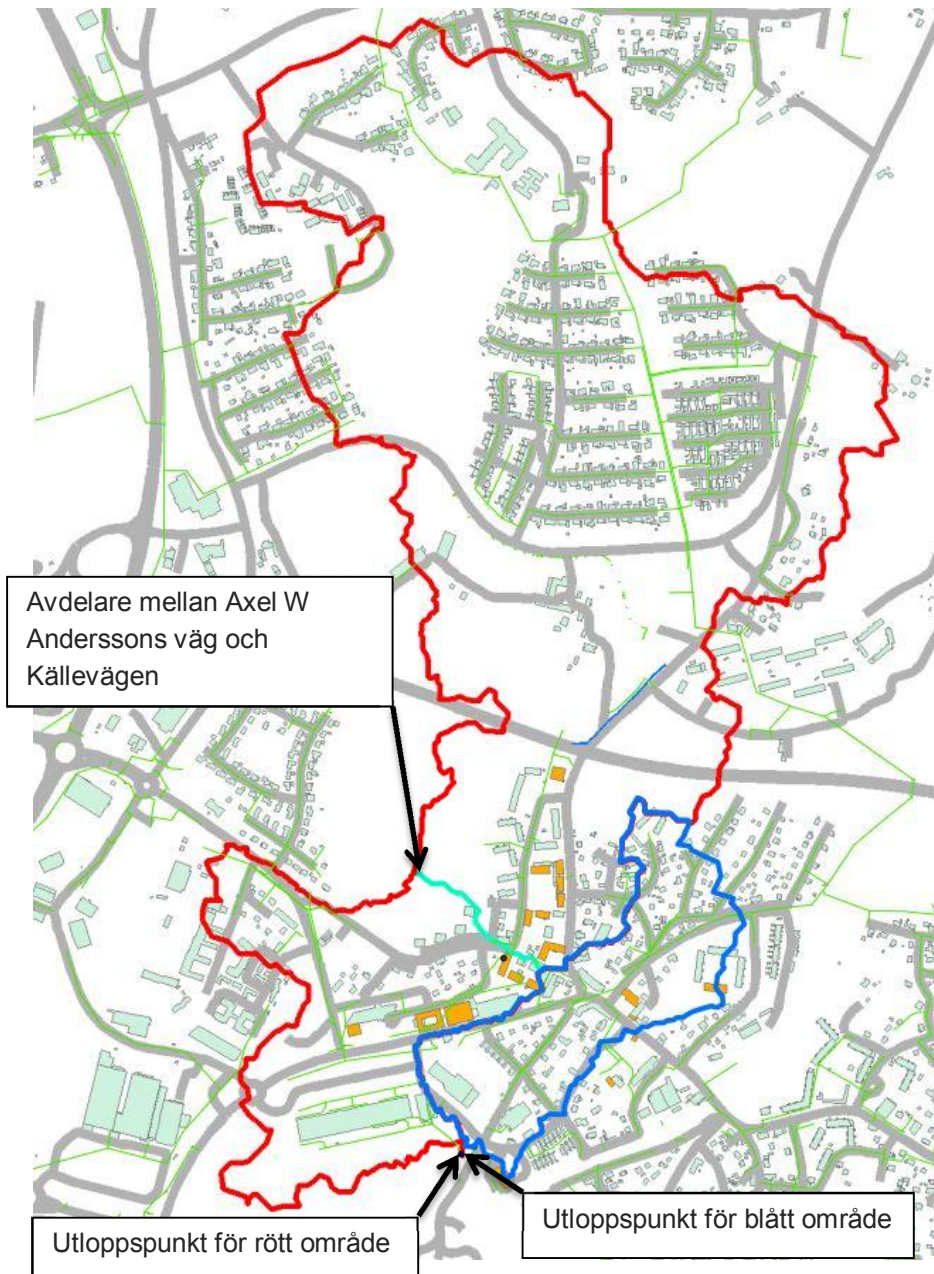 Avdelare mellan Axel W
Anderssons väg och
Källevägen
Utloppspunkt för rött område
Utloppspunkt för blått område